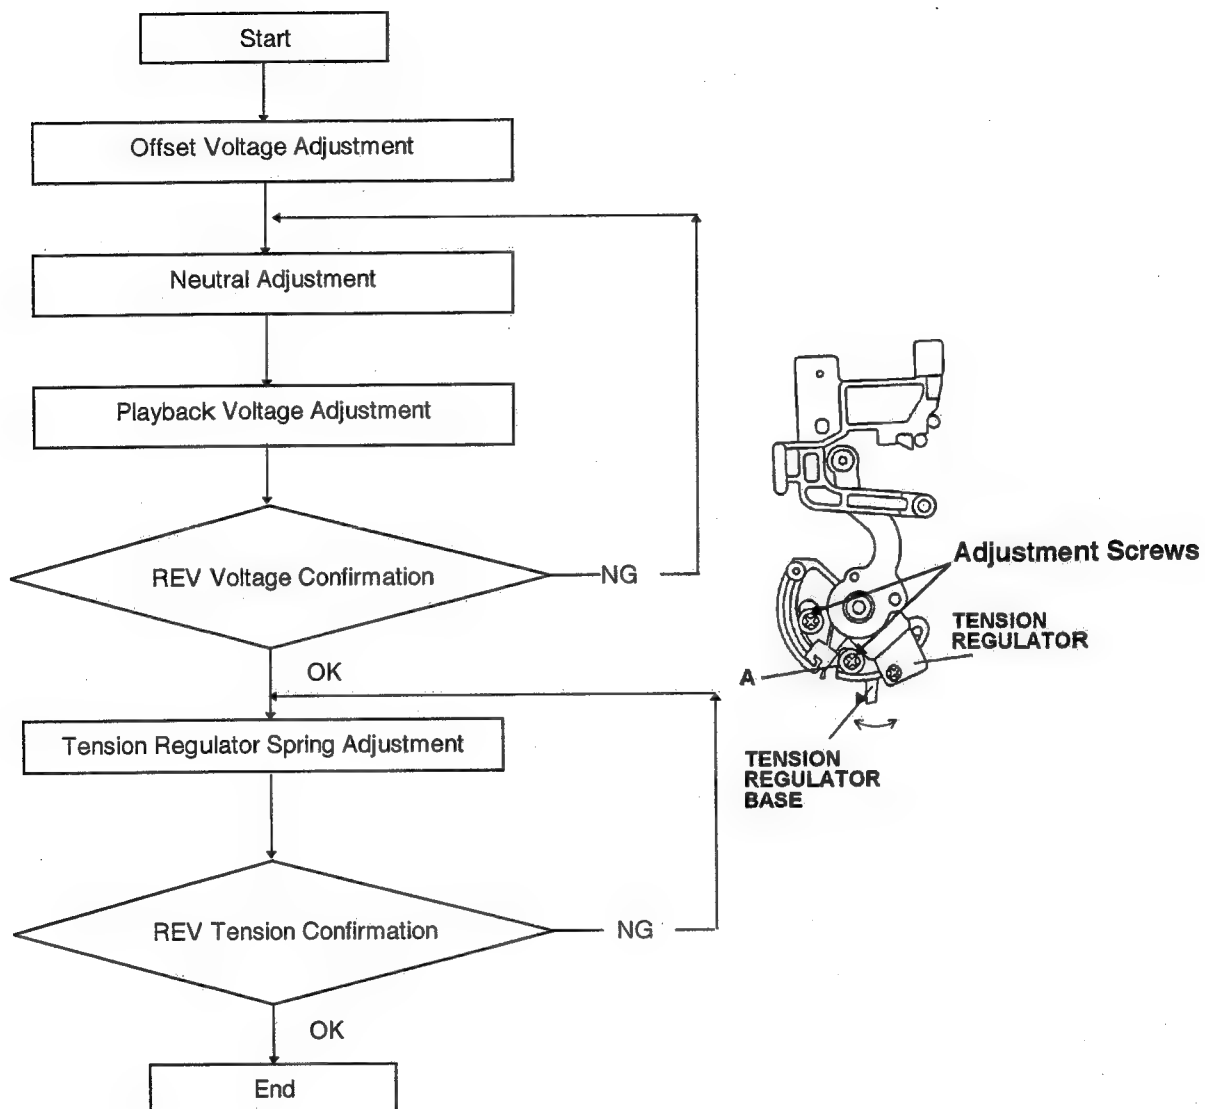 Start
Offset Voltage Adjustment
Neutral Adjustment
Playback Voltage Adjustment
REV Voltage Confirmation
NG
OK
Tension Regulator Spring Adjustment
REV Tension Confirmation
NG
OK
End
Adjustment Screws
TENSION
REGULATOR
A
TENSION
REGULATOR
BASE